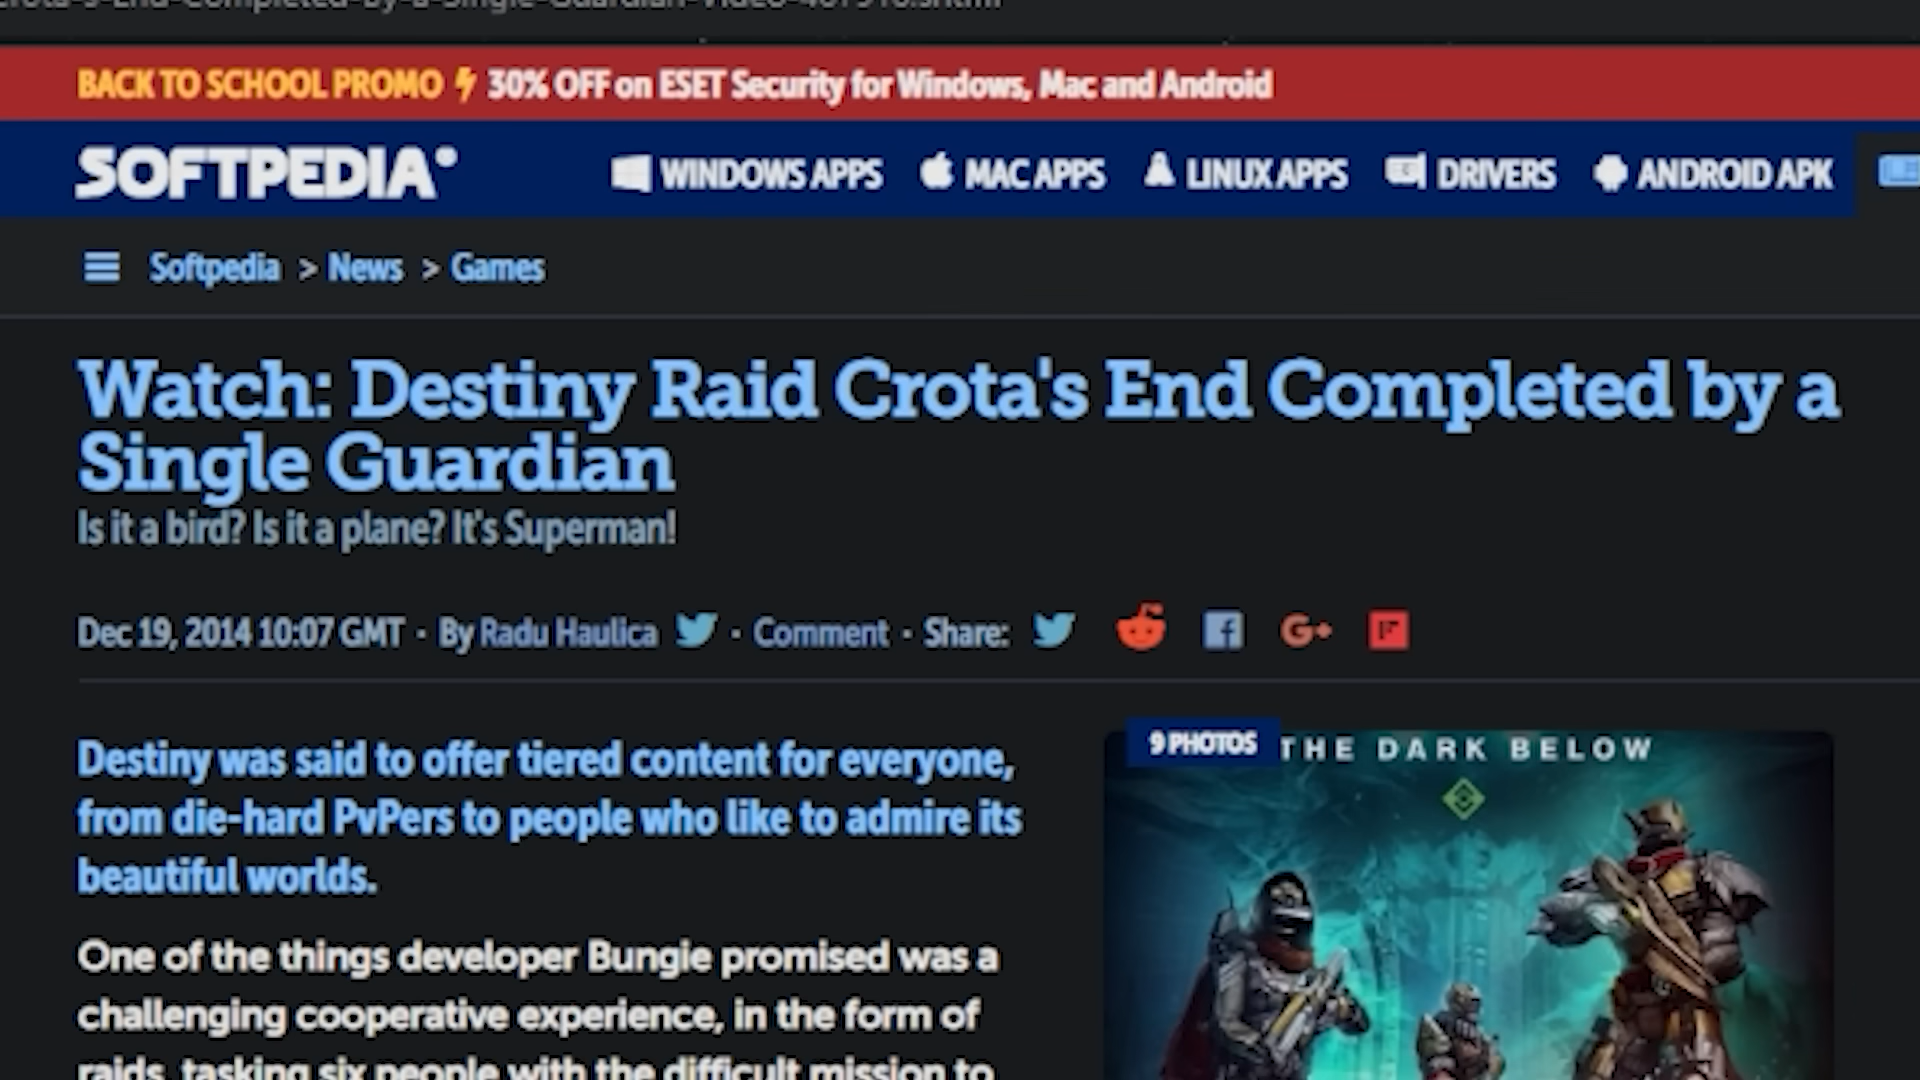 BACK TO SCHOOL PROMO 30% OFF on ESET Security for Windows, Mac and Android
SOFTPEDIA WINDOWS APPS MAC APPS LINUX APPS DRIVERS ANDROID APK
Softpedia > News > Games
Watch: Destiny Raid Crota's End Completed by a
Single Guardian
Is it a bird? Is it a plane? It's Superman!
Dec 19, 2014 10:07 GMT · By Radu Haulica · Comment · Share: G+
9 PHOTOS THE DARK BELOW
Destiny was said to offer tiered content for everyone,
from die-hard PvPers to people who like to admire its
beautiful worlds.
One of the things developer Bungie promised was a
challenging cooperative experience, in the form of
raids, tasking six people with the difficult mission to